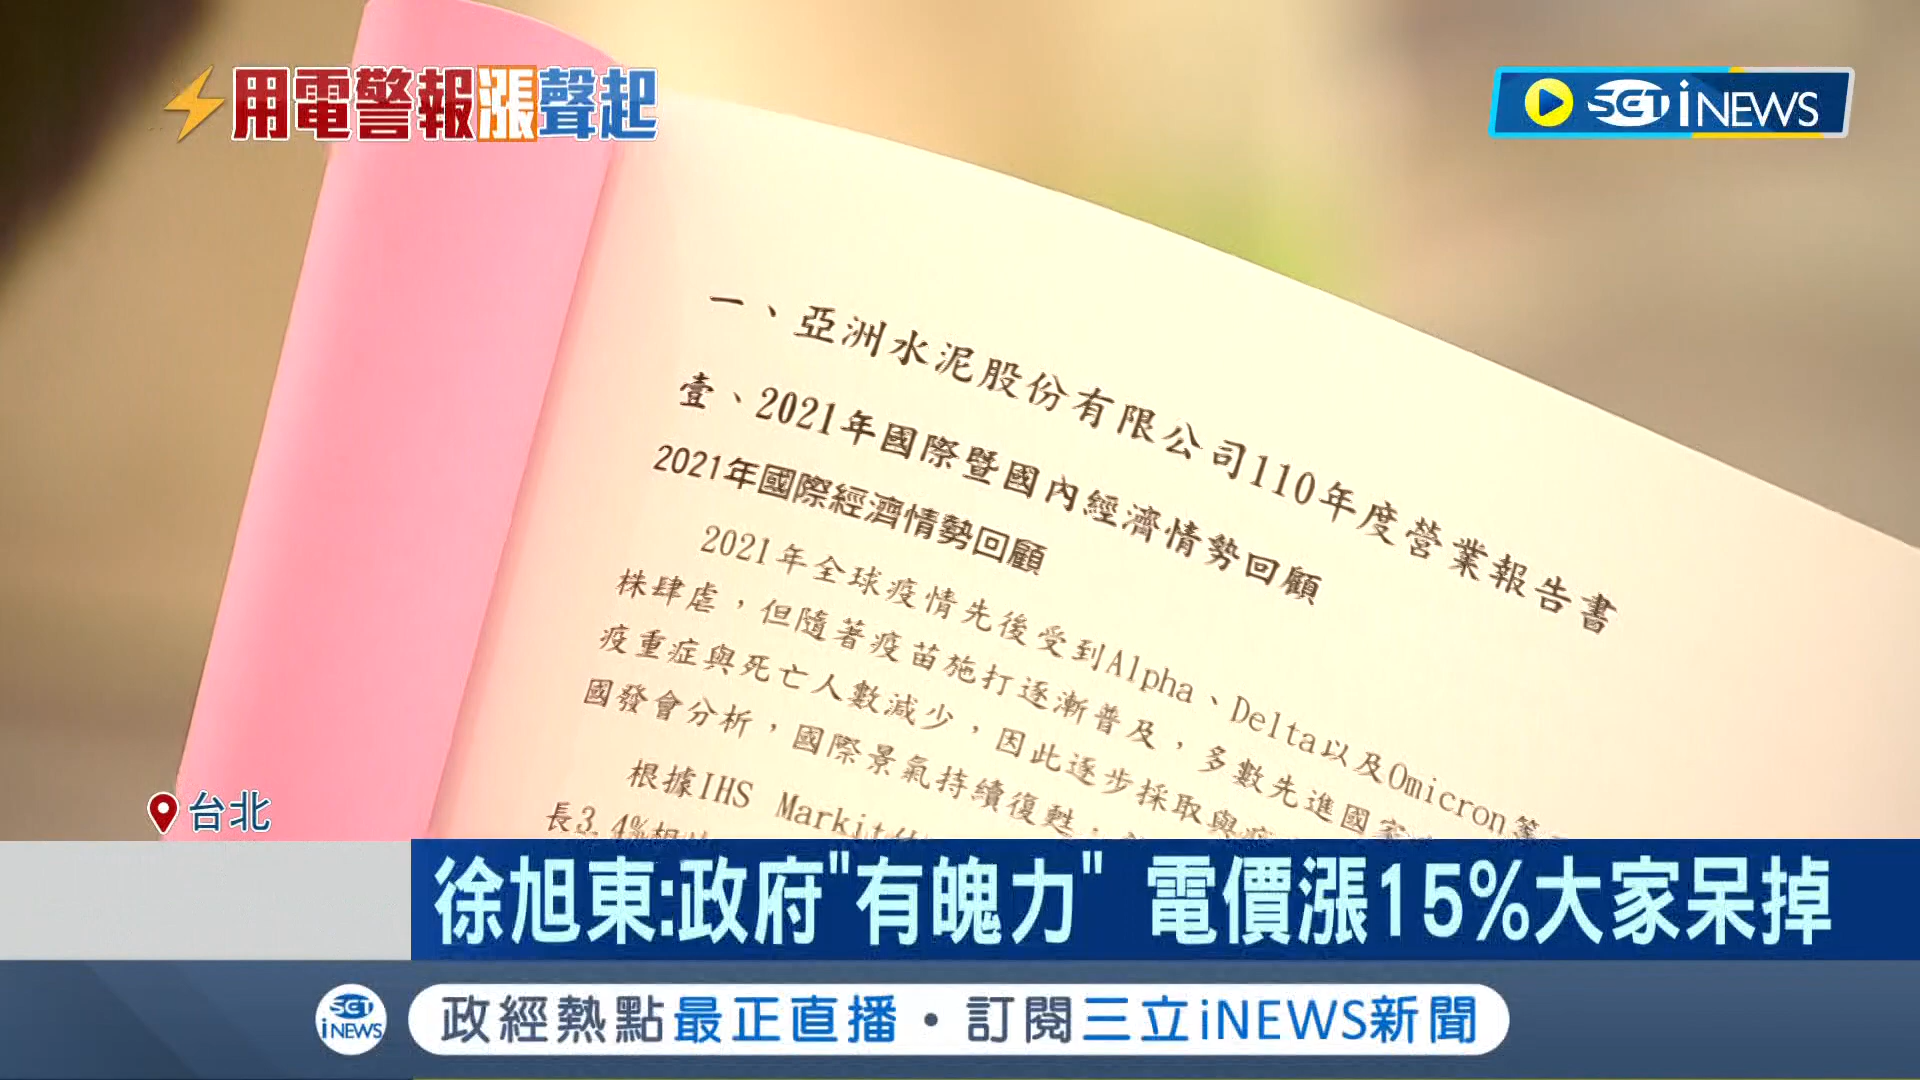 用電警報漲聲起
SET iNEWS
一、亞洲水泥股份有限公司110年度營業報告書
壹、2021年國際暨國內經濟情勢回顧
2021年國際經濟情勢回顧
2021年全球疫情先後受到Alpha、Delta以及Omicron等
株肆虐，但隨著疫苗施打逐漸普及，多數先進國家
疫重症與死亡人數減少，因此逐步採取與疫
國發會分析，國際景氣持續復甦，
根據IHS Markit
長3.4%相
台北
徐旭東:政府"有魄力" 電價漲15%大家呆掉
SET iNEWS
政經熱點最正直播・訂閱三立iNEWS新聞